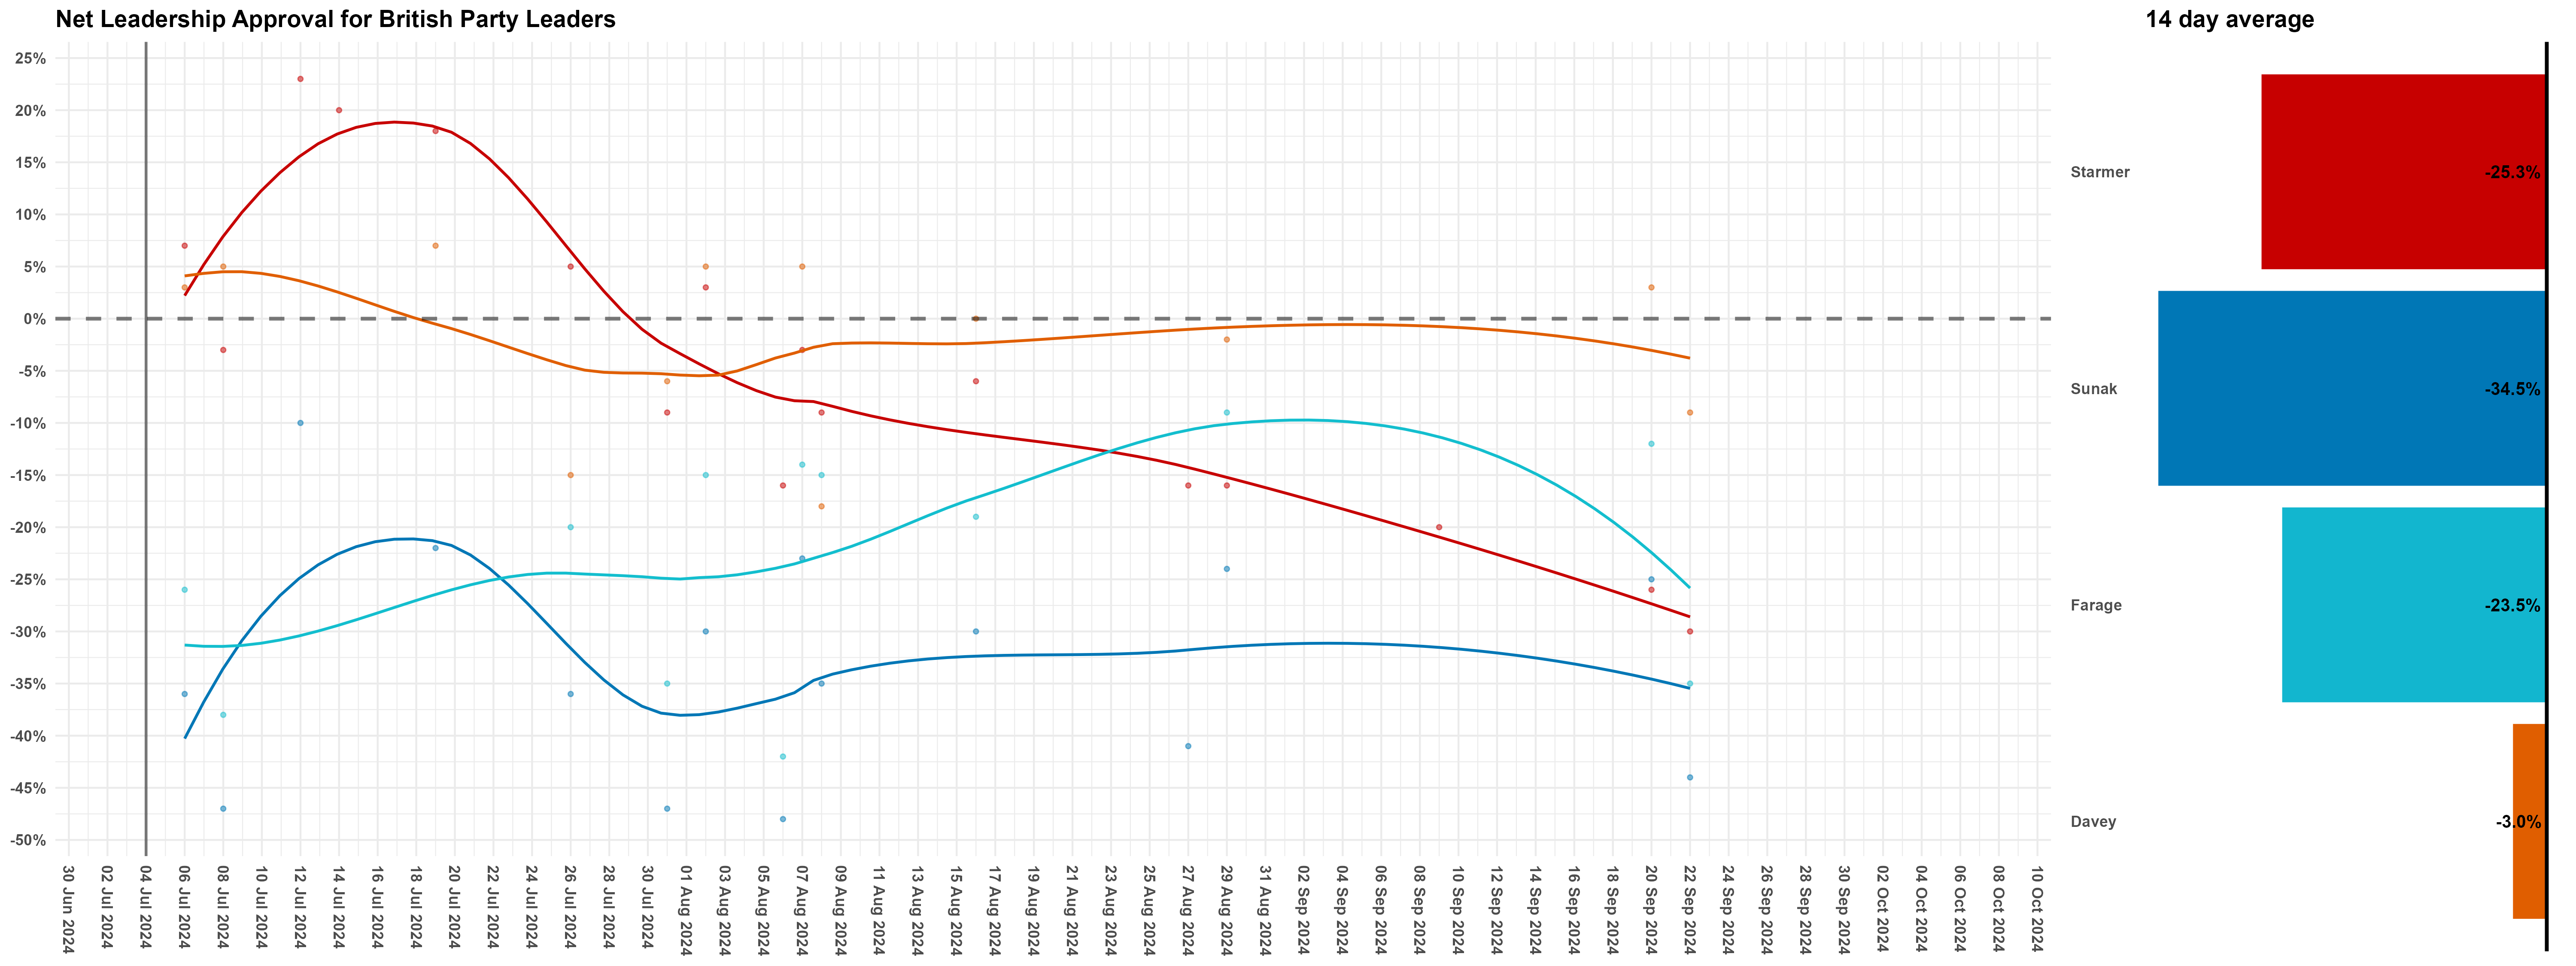 Net Leadership Approval for British Party Leaders
25%
20%
15%
10%
5%
0%
-5%
-10%
-15%
-20%
-25%
-30%
-35%
-40%
-45%
-50%
30 Jun 2024
02 Jul 2024
04 Jul 2024
06 Jul 2024
08 Jul 2024
10 Jul 2024
12 Jul 2024
14 Jul 2024
16 Jul 2024
18 Jul 2024
20 Jul 2024
22 Jul 2024
24 Jul 2024
26 Jul 2024
28 Jul 2024
30 Jul 2024
01 Aug 2024
03 Aug 2024
05 Aug 2024
07 Aug 2024
09 Aug 2024
11 Aug 2024
13 Aug 2024
15 Aug 2024
17 Aug 2024
19 Aug 2024
21 Aug 2024
23 Aug 2024
25 Aug 2024
27 Aug 2024
29 Aug 2024
31 Aug 2024
02 Sep 2024
04 Sep 2024
06 Sep 2024
08 Sep 2024
10 Sep 2024
12 Sep 2024
14 Sep 2024
16 Sep 2024
18 Sep 2024
20 Sep 2024
22 Sep 2024
24 Sep 2024
26 Sep 2024
28 Sep 2024
30 Sep 2024
02 Oct 2024
04 Oct 2024
06 Oct 2024
08 Oct 2024
10 Oct 2024
14 day average
Starmer -25.3%
Sunak -34.5%
Farage -23.5%
Davey -3.0%